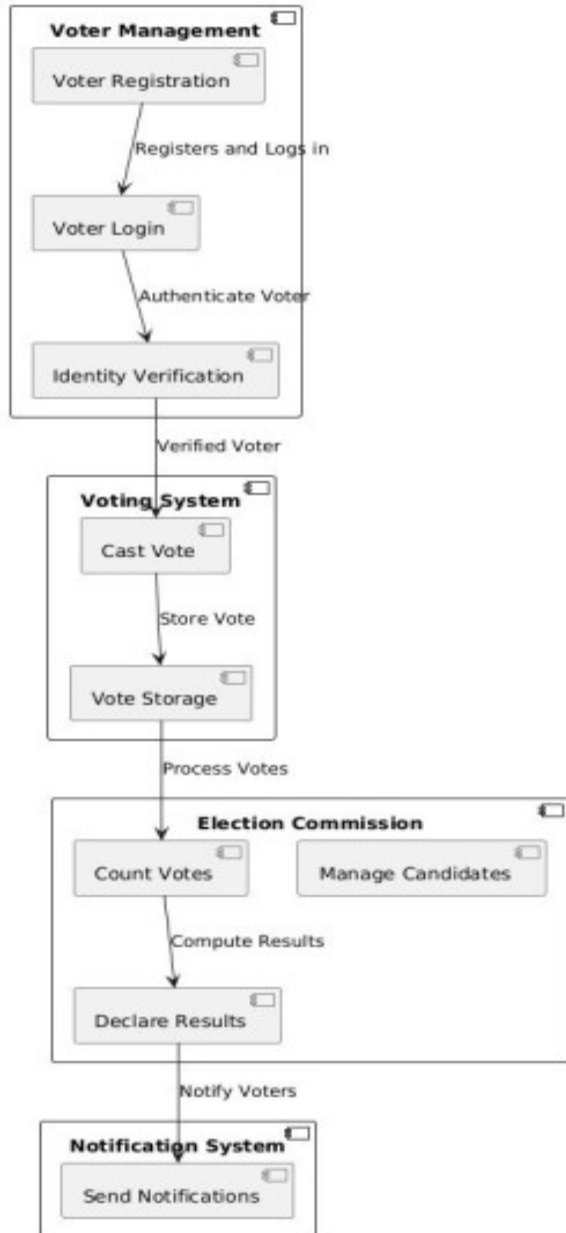 Voter Management
Voter Registration
Registers and Logs in
Voter Login
Authenticate Voter
Identity Verification
Verified Voter
Voting System
Cast Vote
Store Vote
Vote Storage
Process Votes
Election Commission
Count Votes
Manage Candidates
Compute Results
Declare Results
Notify Voters
Notification System
Send Notifications